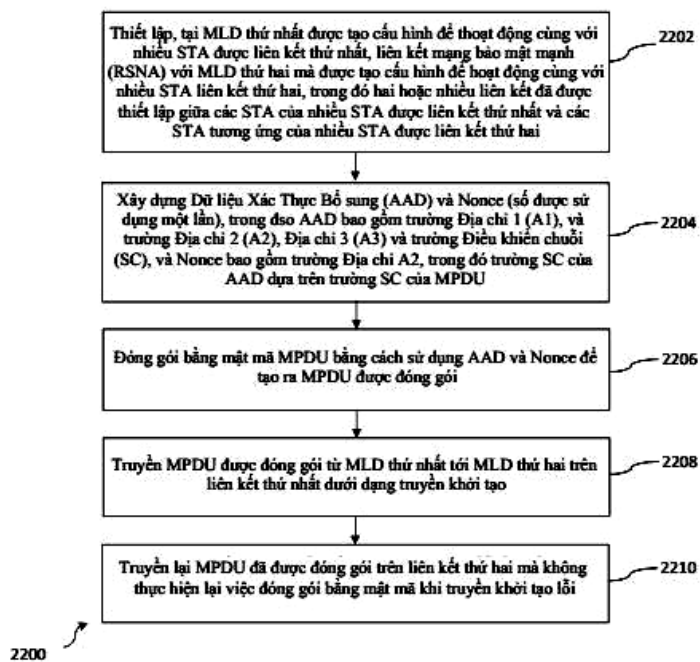 Thiết lập, tại MLD thứ nhất được tạo cấu hình để thoạt động cùng với
nhiều STA được liên kết thứ nhất, liên kết mạng bảo mật mạnh
(RSNA) với MLD thứ hai mà được tạo cấu hình để hoạt động cùng với
nhiều STA liên kết thứ hai, trong đó hai hoặc nhiều liên kết đã được
thiết lập giữa các STA của nhiều STA được liên kết thứ nhất và các
STA tương ứng của nhiều STA được liên kết thứ hai
2202
Xây dựng Dữ liệu Xác Thực Bổ sung (AAD) và Nonce (số được sử
dụng một lần), trong đso AAD bao gồm trường Địa chỉ 1 (A1), và
trường Địa chỉ 2 (A2), Địa chỉ 3 (A3) và trường Điều khiển chuỗi
(SC), và Nonce bao gồm trường Địa chỉ A2, trong đó trường SC của
AAD dựa trên trường SC của MPDU
2204
Đóng gói bằng mật mã MPDU bằng cách sử dụng AAD và Nonce để
tạo ra MPDU được đóng gói
2206
Truyền MPDU được đóng gói từ MLD thứ nhất tới MLD thứ hai trên
liên kết thứ nhất dưới dạng truyền khởi tạo
2208
Truyền lại MPDU đã được đóng gói trên liên kết thứ hai mà không
thực hiện lại việc đóng gói bằng mật mã khi truyền khởi tạo lỗi
2210
2200